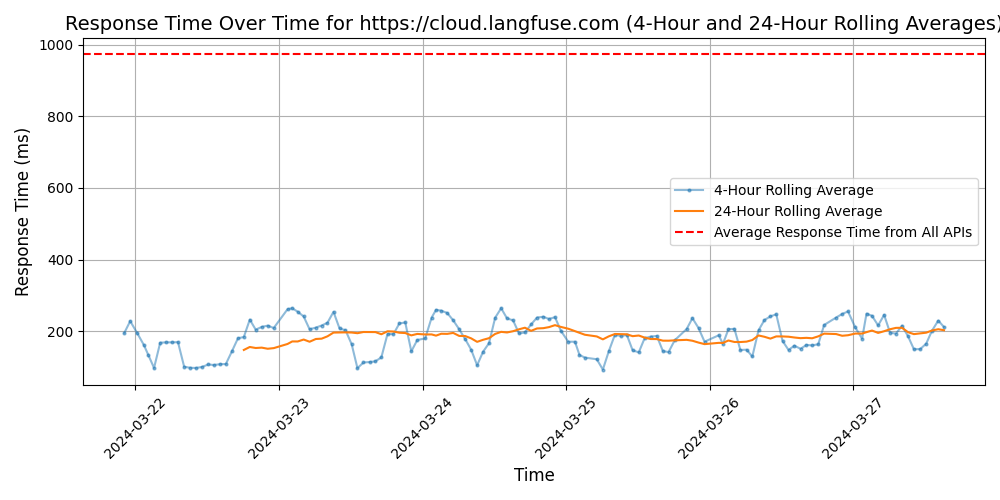 Response Time Over Time for https://cloud.langfuse.com (4-Hour and 24-Hour Rolling Averages)
Response Time (ms)
1000
800
600
400
200
4-Hour Rolling Average
24-Hour Rolling Average
Average Response Time from All APIs
2024-03-22
2024-03-23
2024-03-24
2024-03-25
2024-03-26
2024-03-27
Time